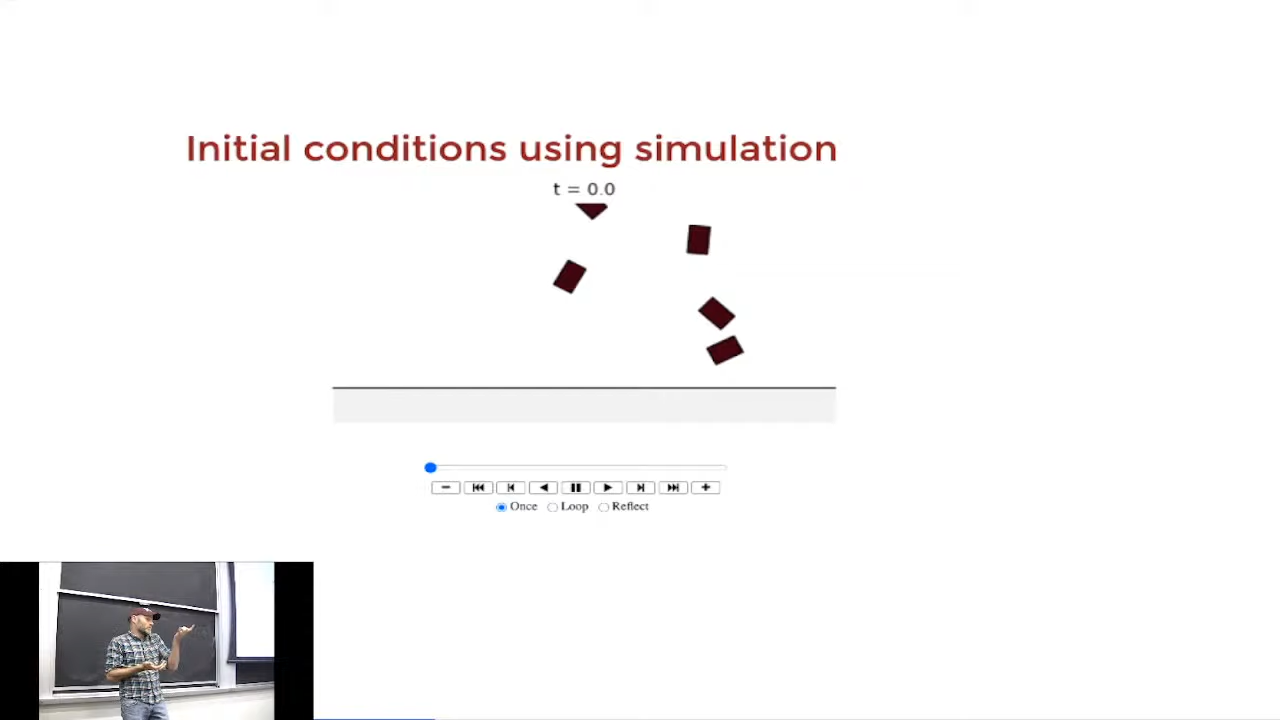 Initial conditions using simulation
t = 0.0
Once Loop Reflect